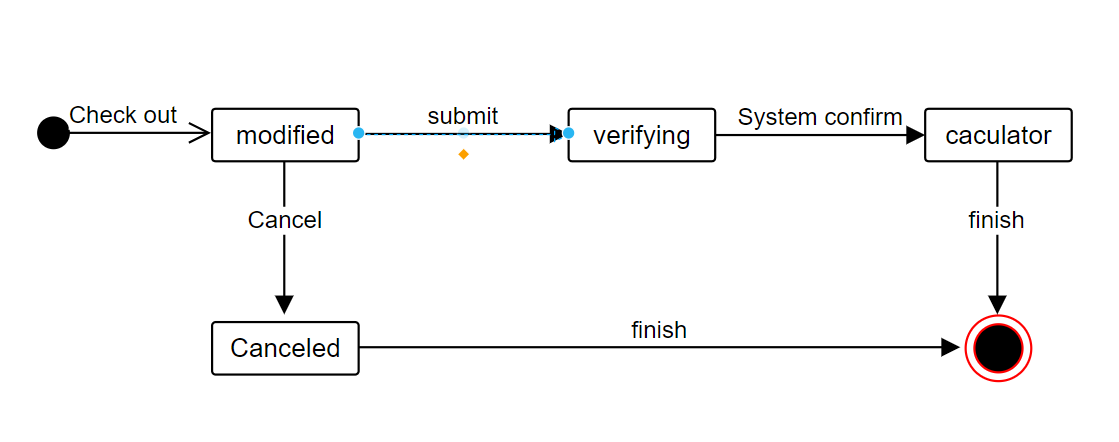 Check out
modified
submit
verifying
System confirm
caculator
Cancel
finish
Canceled
finish